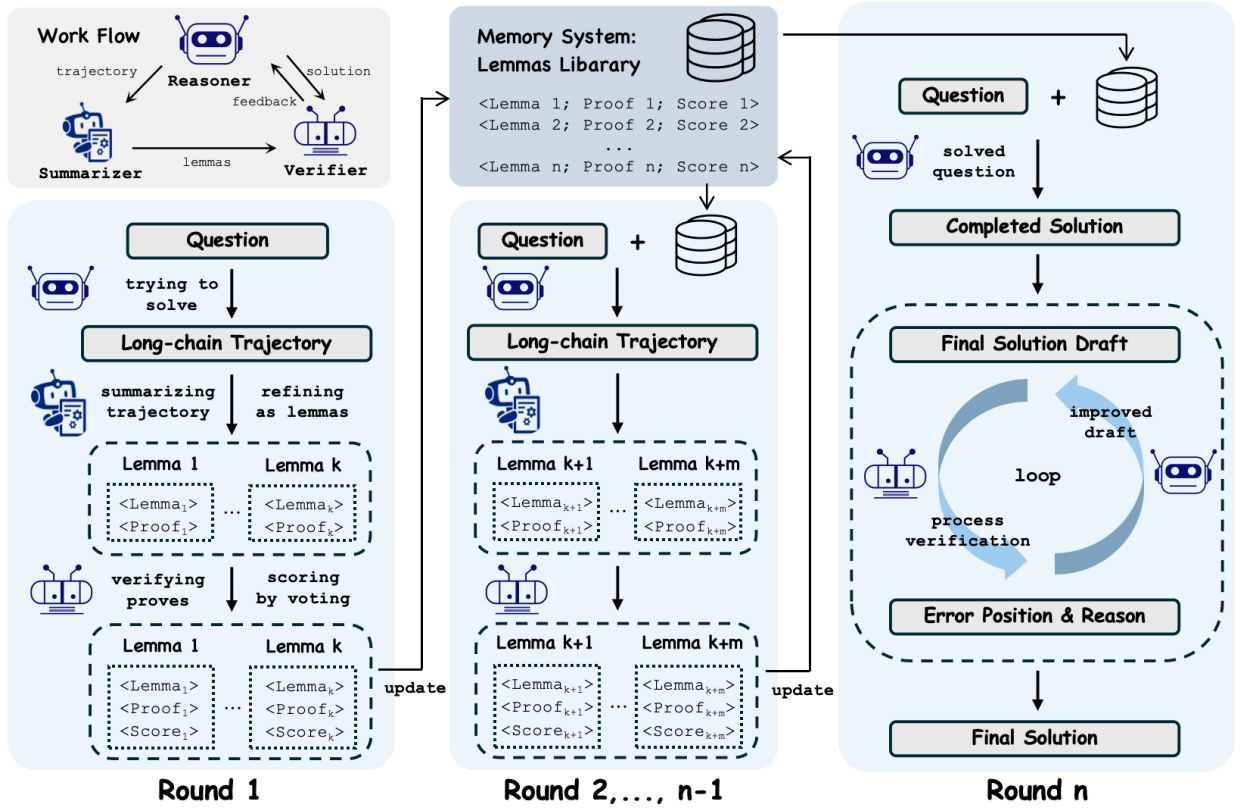 Work Flow
trajectory
Reasoner
solution
feedback
Summarizer
lemmas
Verifier
Question
trying to
solve
Long-chain Trajectory
summarizing
trajectory
refining
as lemmas
Lemma 1
Lemma k
<Lemma₁>
<Proof₁>
...
<Lemmaₖ>
<Proofₖ>
verifying
proves
scoring
by voting
Lemma 1
Lemma k
<Lemma₁>
<Proof₁>
<Score₁>
...
<Lemmaₖ>
<Proofₖ>
<Scoreₖ>
update
Round 1
Memory System:
Lemmas Libarary
<Lemma 1; Proof 1; Score 1>
<Lemma 2; Proof 2; Score 2>
...
<Lemma n; Proof n; Score n>
Question
+
Long-chain Trajectory
Lemma k+1
Lemma k+m
<Lemmaₖ₊₁>
<Proofₖ₊₁>
...
<Lemmaₖ₊ₘ>
<Proofₖ₊ₘ>
Lemma k+1
Lemma k+m
<Lemmaₖ₊₁>
<Proofₖ₊₁>
<Scoreₖ₊₁>
...
<Lemmaₖ₊ₘ>
<Proofₖ₊ₘ>
<Scoreₖ₊ₘ>
update
Round 2,..., n-1
Question
+
solved
question
Completed Solution
Final Solution Draft
improved
draft
loop
process
verification
Error Position & Reason
Final Solution
Round n